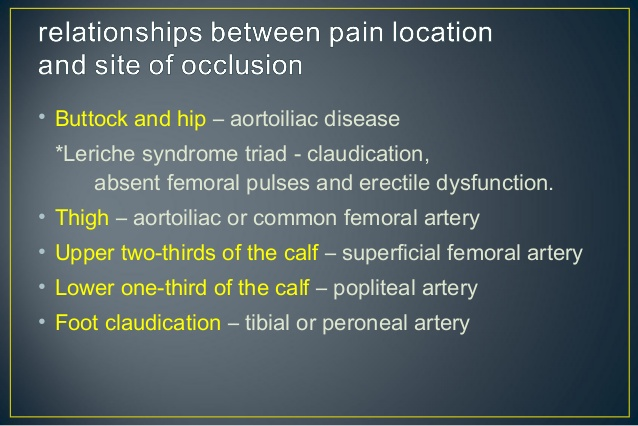 relationships between pain location
and site of occlusion
• Buttock and hip – aortoiliac disease
*Leriche syndrome triad - claudication,
absent femoral pulses and erectile dysfunction.
• Thigh – aortoiliac or common femoral artery
• Upper two-thirds of the calf – superficial femoral artery
• Lower one-third of the calf – popliteal artery
• Foot claudication – tibial or peroneal artery